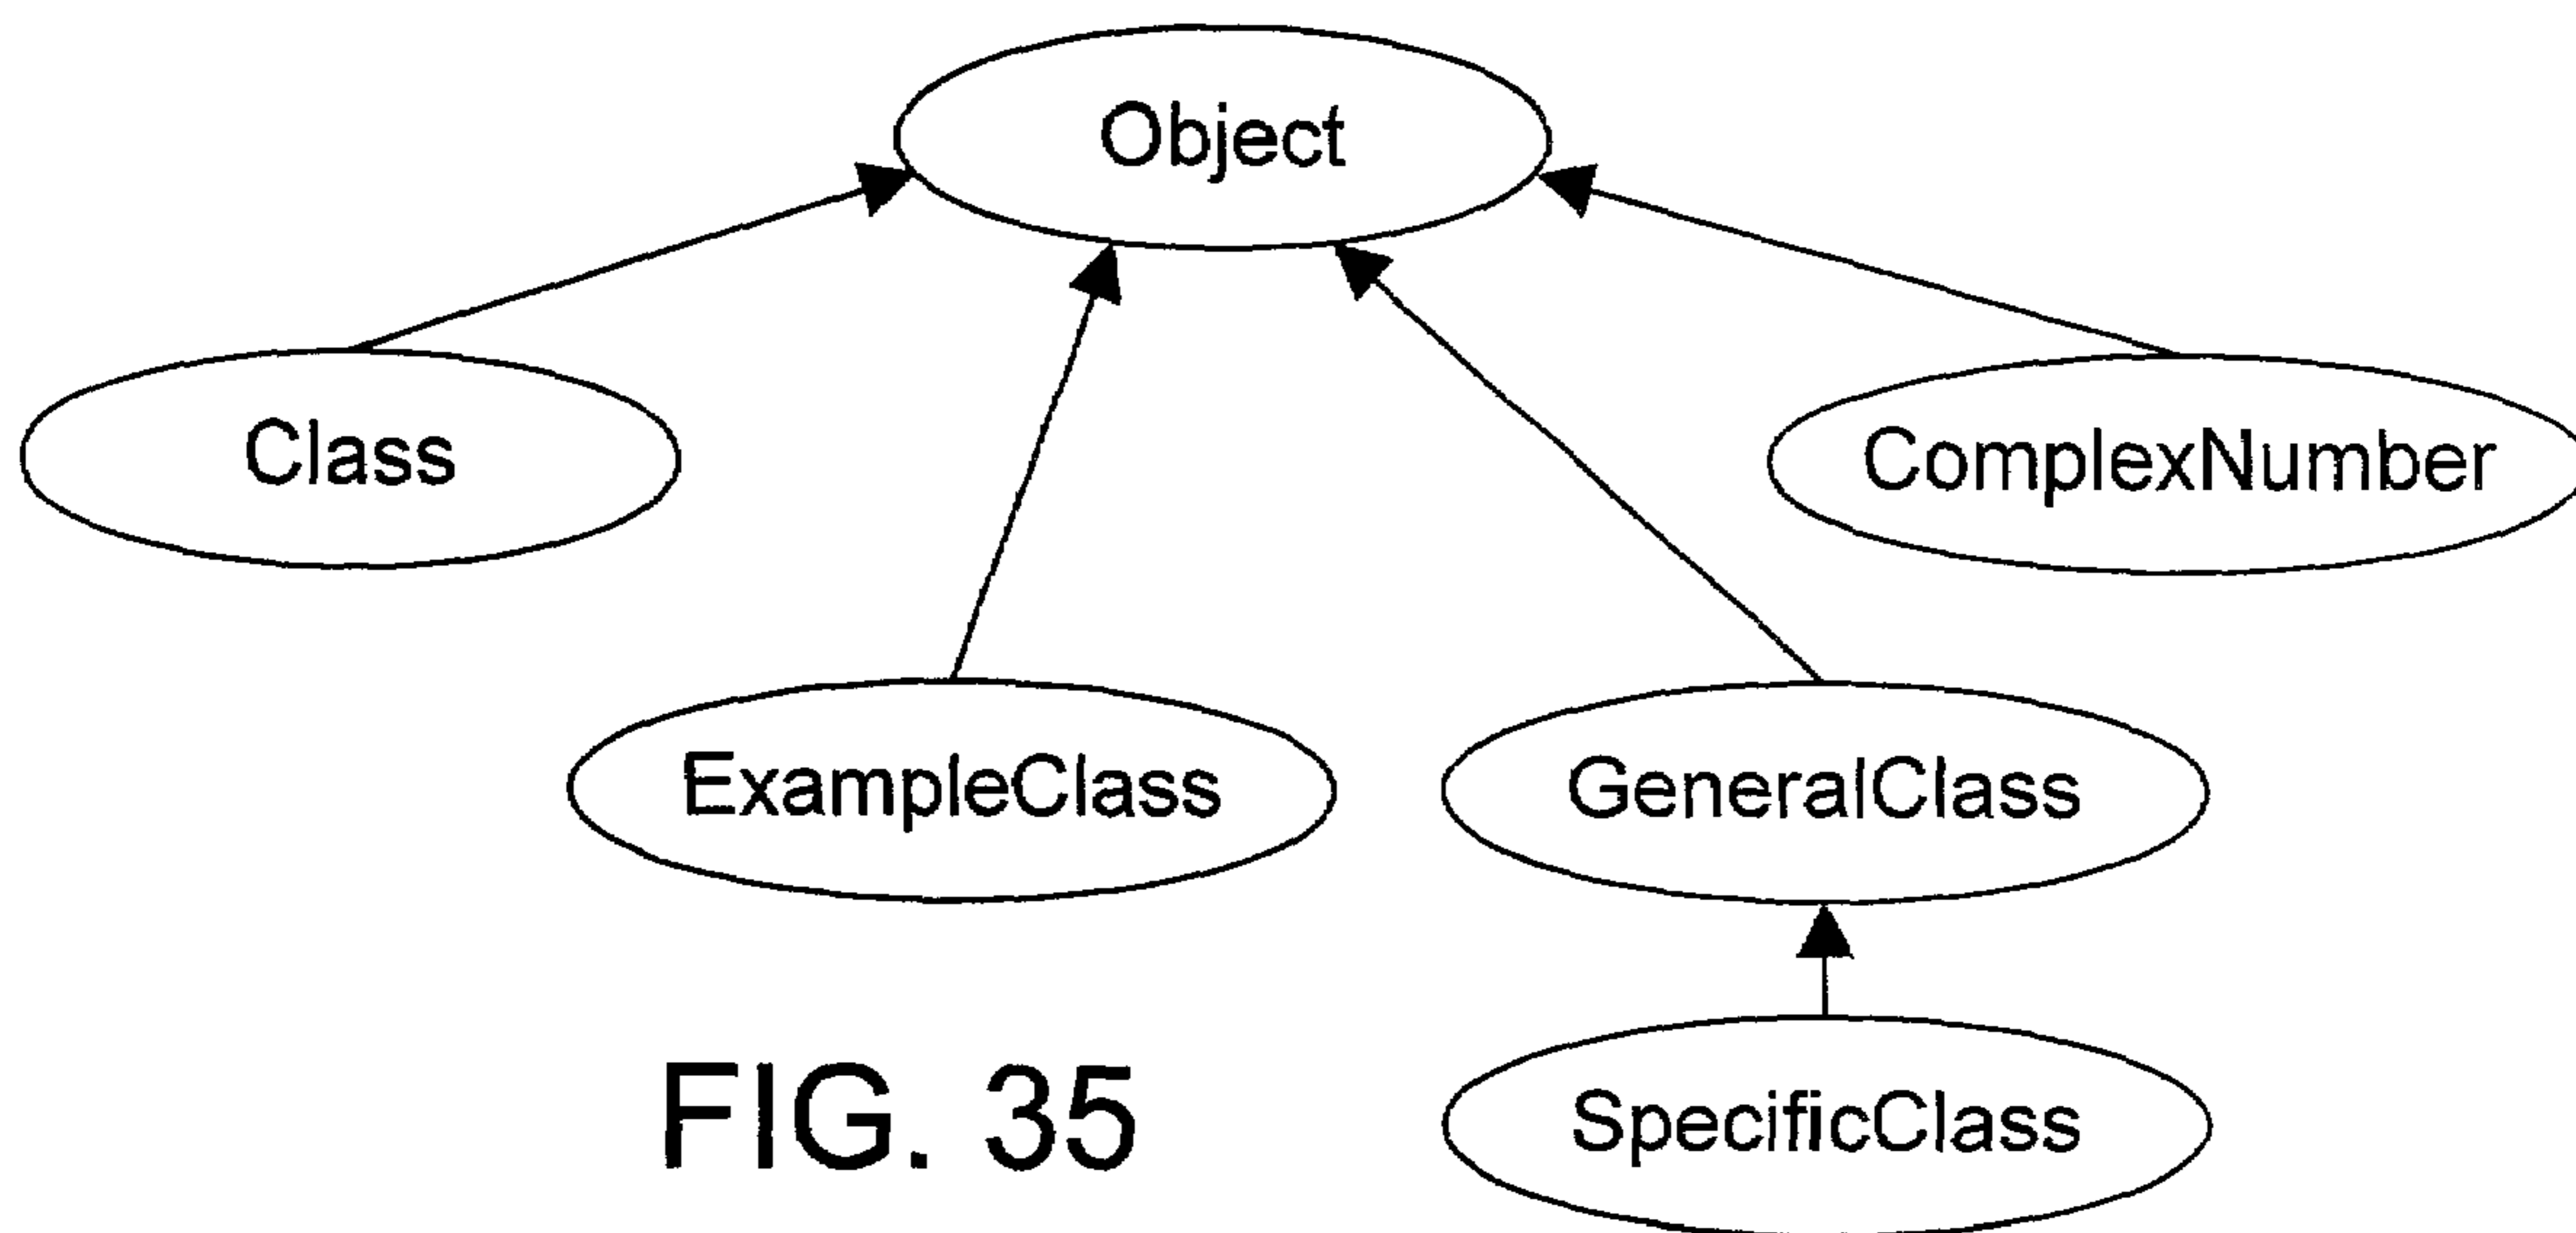 Object
Class
ComplexNumber
ExampleClass
GeneralClass
SpecificClass
FIG. 35